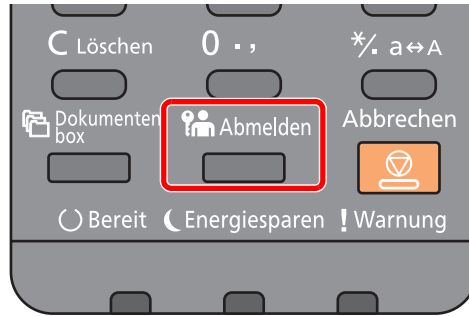 C Löschen 0 ., */. a↔A
Dokumenten Abmelden Abbrechen
box
Bereit Energiesparen ! Warnung